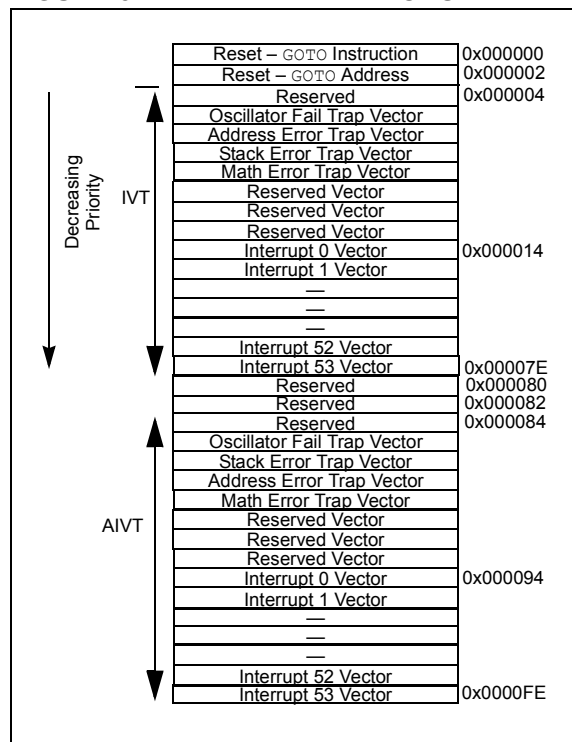 Reset – GOTO Instruction 0x000000
Reset – GOTO Address 0x000002
Reserved 0x000004
Oscillator Fail Trap Vector
Address Error Trap Vector
Stack Error Trap Vector
Math Error Trap Vector
Reserved Vector
Reserved Vector
Reserved Vector
Interrupt 0 Vector 0x000014
Interrupt 1 Vector
—
—
—
Interrupt 52 Vector
Interrupt 53 Vector 0x00007E
Decreasing
Priority
IVT
Reserved 0x000080
Reserved 0x000082
Reserved 0x000084
Oscillator Fail Trap Vector
Stack Error Trap Vector
Address Error Trap Vector
Math Error Trap Vector
Reserved Vector
Reserved Vector
Reserved Vector
Interrupt 0 Vector 0x000094
Interrupt 1 Vector
—
—
—
Interrupt 52 Vector
Interrupt 53 Vector 0x0000FE
AIVT